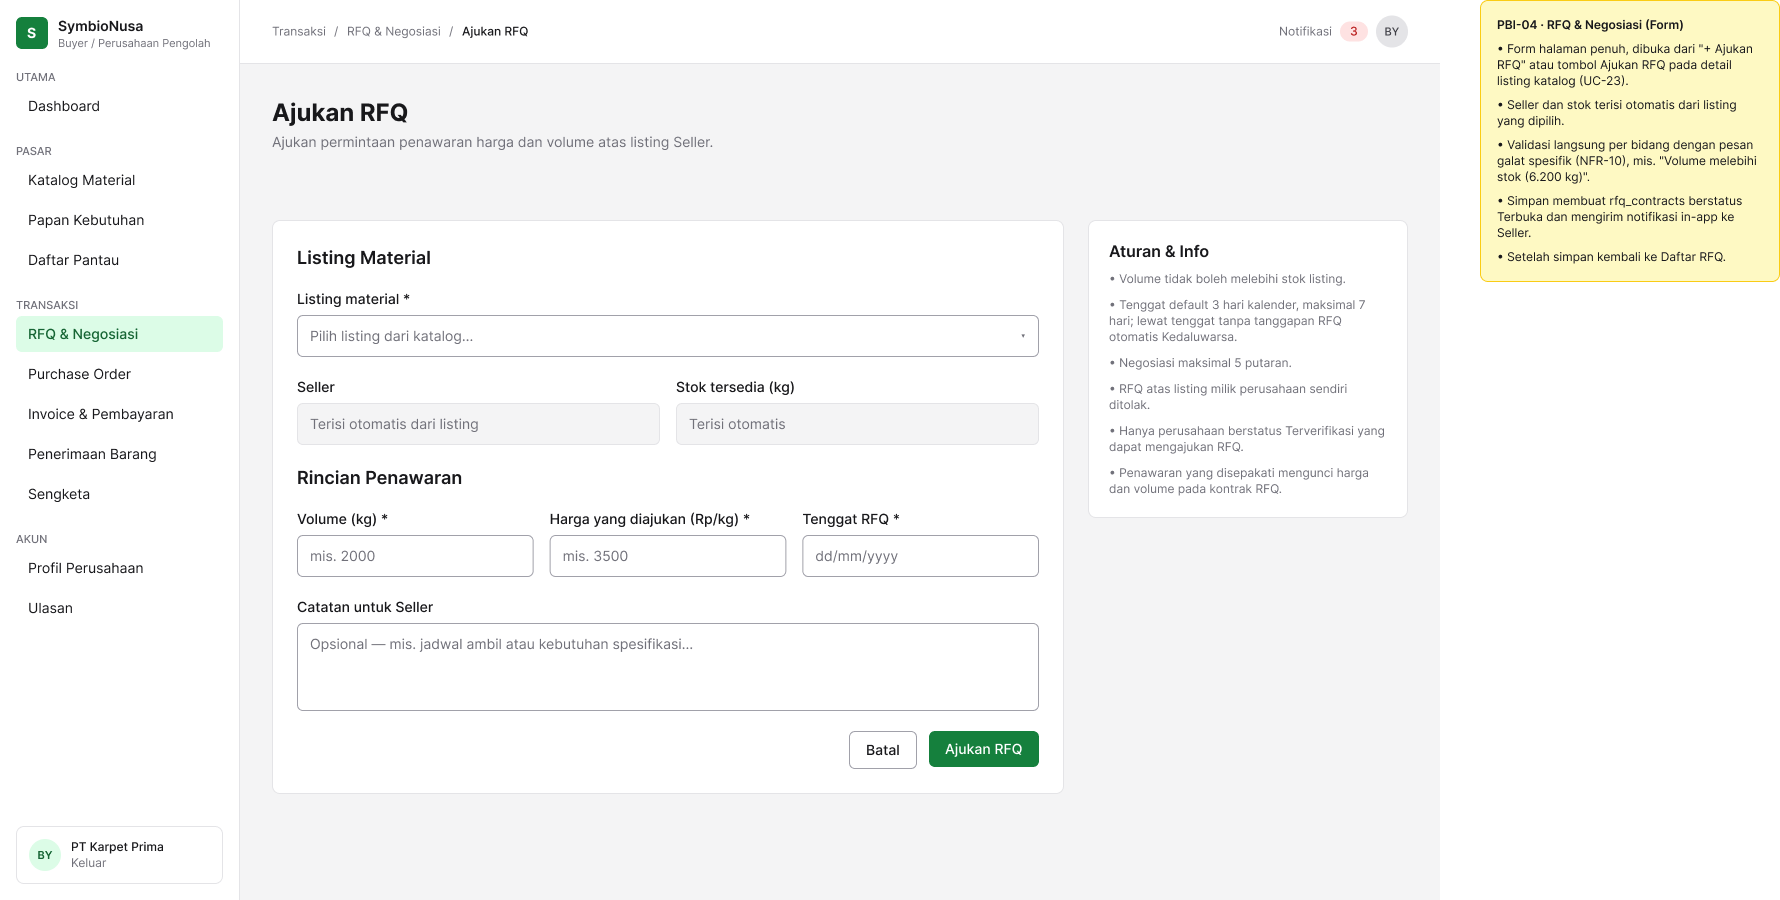 S
SymbioNusa
Buyer / Perusahaan Pengolah
UTAMA
Dashboard
PASAR
Katalog Material
Papan Kebutuhan
Daftar Pantau
TRANSAKSI
RFQ & Negosiasi
Purchase Order
Invoice & Pembayaran
Penerimaan Barang
Sengketa
AKUN
Profil Perusahaan
Ulasan
BY
PT Karpet Prima
Keluar
Transaksi / RFQ & Negosiasi / Ajukan RFQ
Notifikasi 3 BY
Ajukan RFQ
Ajukan permintaan penawaran harga dan volume atas listing Seller.
Listing Material
Listing material *
Pilih listing dari katalog...
Seller
Terisi otomatis dari listing
Stok tersedia (kg)
Terisi otomatis
Rincian Penawaran
Volume (kg) *
mis. 2000
Harga yang diajukan (Rp/kg) *
mis. 3500
Tenggat RFQ *
dd/mm/yyyy
Catatan untuk Seller
Opsional — mis. jadwal ambil atau kebutuhan spesifikasi...
Batal
Ajukan RFQ
Aturan & Info
• Volume tidak boleh melebihi stok listing.
• Tenggat default 3 hari kalender, maksimal 7
hari; lewat tenggat tanpa tanggapan RFQ
otomatis Kedaluwarsa.
• Negosiasi maksimal 5 putaran.
• RFQ atas listing milik perusahaan sendiri
ditolak.
• Hanya perusahaan berstatus Terverifikasi yang
dapat mengajukan RFQ.
• Penawaran yang disepakati mengunci harga
dan volume pada kontrak RFQ.
PBI-04 · RFQ & Negosiasi (Form)
• Form halaman penuh, dibuka dari "+ Ajukan
RFQ" atau tombol Ajukan RFQ pada detail
listing katalog (UC-23).
• Seller dan stok terisi otomatis dari listing
yang dipilih.
• Validasi langsung per bidang dengan pesan
galat spesifik (NFR-10), mis. "Volume melebihi
stok (6.200 kg)".
• Simpan membuat rfq_contracts berstatus
Terbuka dan mengirim notifikasi in-app ke
Seller.
• Setelah simpan kembali ke Daftar RFQ.